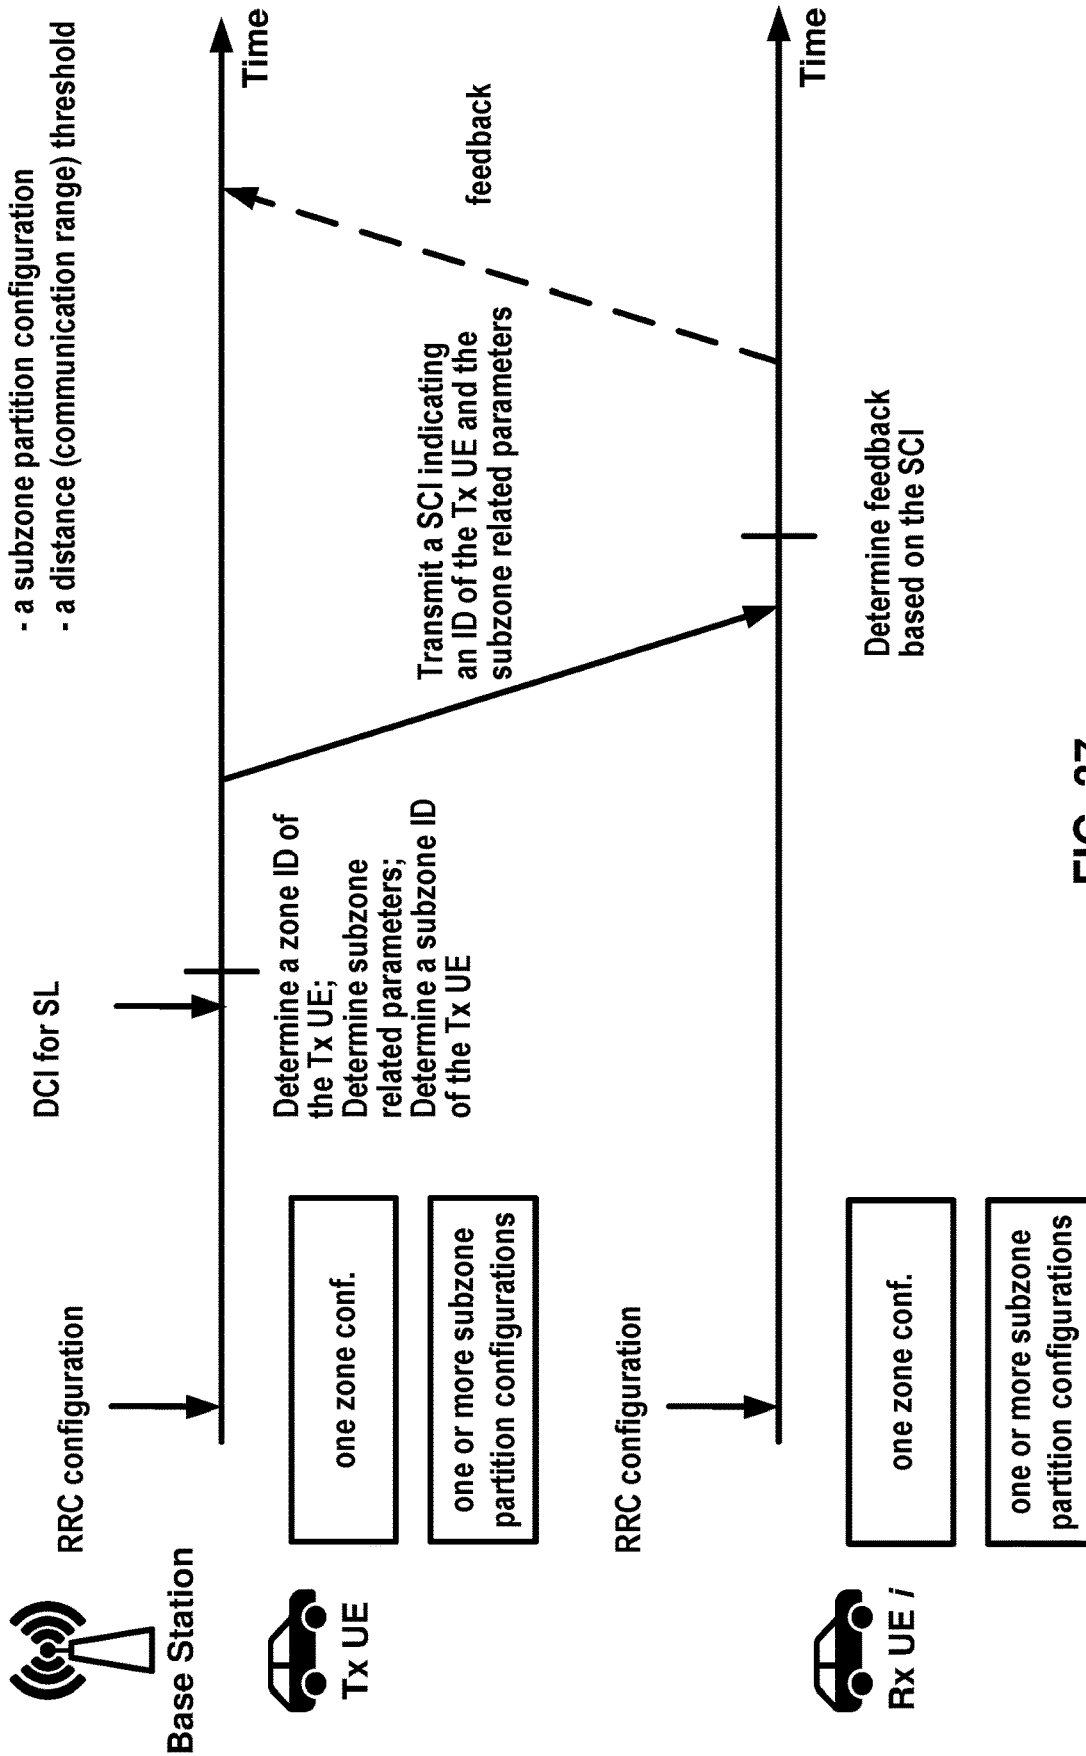 - a subzone partition configuration
- a distance (communication range) threshold
Base Station
RRC configuration
DCI for SL
Time
Tx UE
one zone conf.
one or more subzone
partition configurations
Determine a zone ID of
the Tx UE;
Determine subzone
related parameters;
Determine a subzone ID
of the Tx UE
Transmit a SCI indicating
an ID of the Tx UE and the
subzone related parameters
feedback
RRC configuration
Time
Rx UE i
one zone conf.
one or more subzone
partition configurations
Determine feedback
based on the SCI